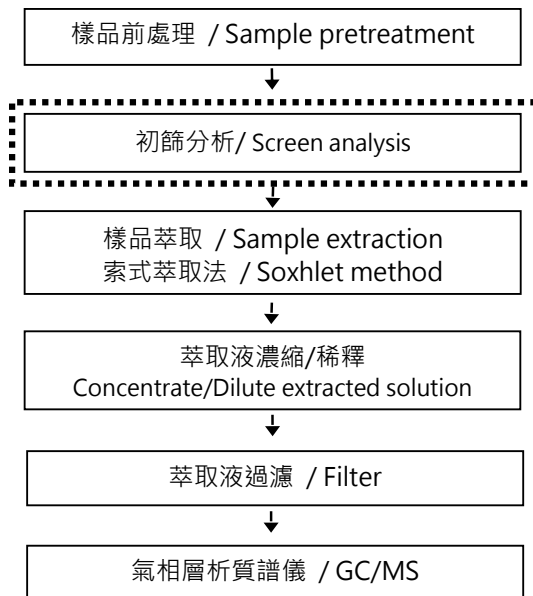 樣品前處理 / Sample pretreatment
初篩分析/ Screen analysis
樣品萃取 / Sample extraction
索式萃取法 / Soxhlet method
萃取液濃縮/稀釋
Concentrate/Dilute extracted solution
萃取液過濾 / Filter
氣相層析質譜儀 / GC/MS